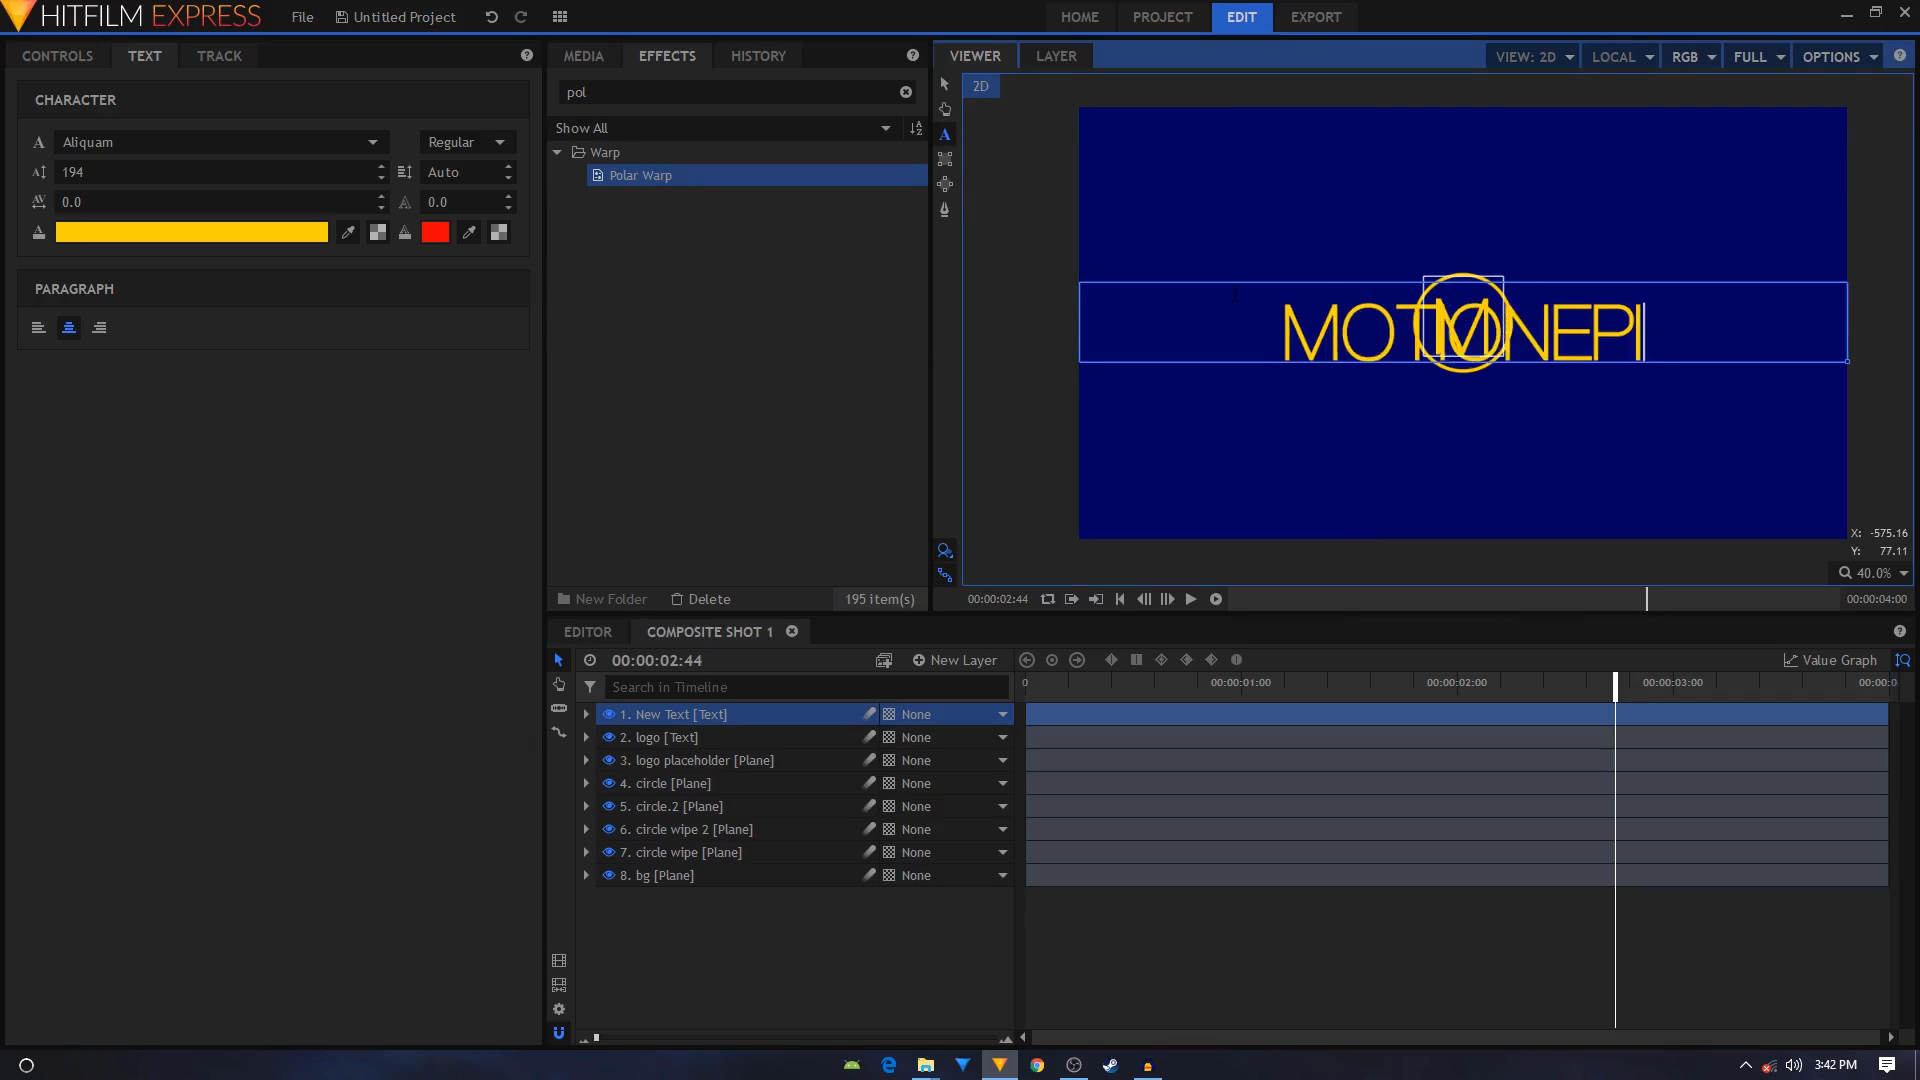 HITFILM EXPRESS
File
Untitled Project
HOME
PROJECT
EDIT
EXPORT
CONTROLS
TEXT
TRACK
MEDIA
EFFECTS
HISTORY
VIEWER
LAYER
VIEW: 2D
LOCAL
RGB
FULL
OPTIONS
CHARACTER
Aliquam
Regular
194
Auto
0.0
0.0
PARAGRAPH
pol
Show All
Warp
Polar Warp
New Folder
Delete
195 item(s)
2D
MOTIONEPI
M
X: -575.16
Y: 77.11
40.0%
00:00:02:44
00:00:04:00
EDITOR
COMPOSITE SHOT 1
00:00:02:44
New Layer
Value Graph
Search in Timeline
0
00:00:01:00
00:00:02:00
00:00:03:00
00:00:0
1. New Text [Text]
None
2. logo [Text]
None
3. logo placeholder [Plane]
None
4. circle [Plane]
None
5. circle.2 [Plane]
None
6. circle wipe 2 [Plane]
None
7. circle wipe [Plane]
None
8. bg [Plane]
None
3:42 PM